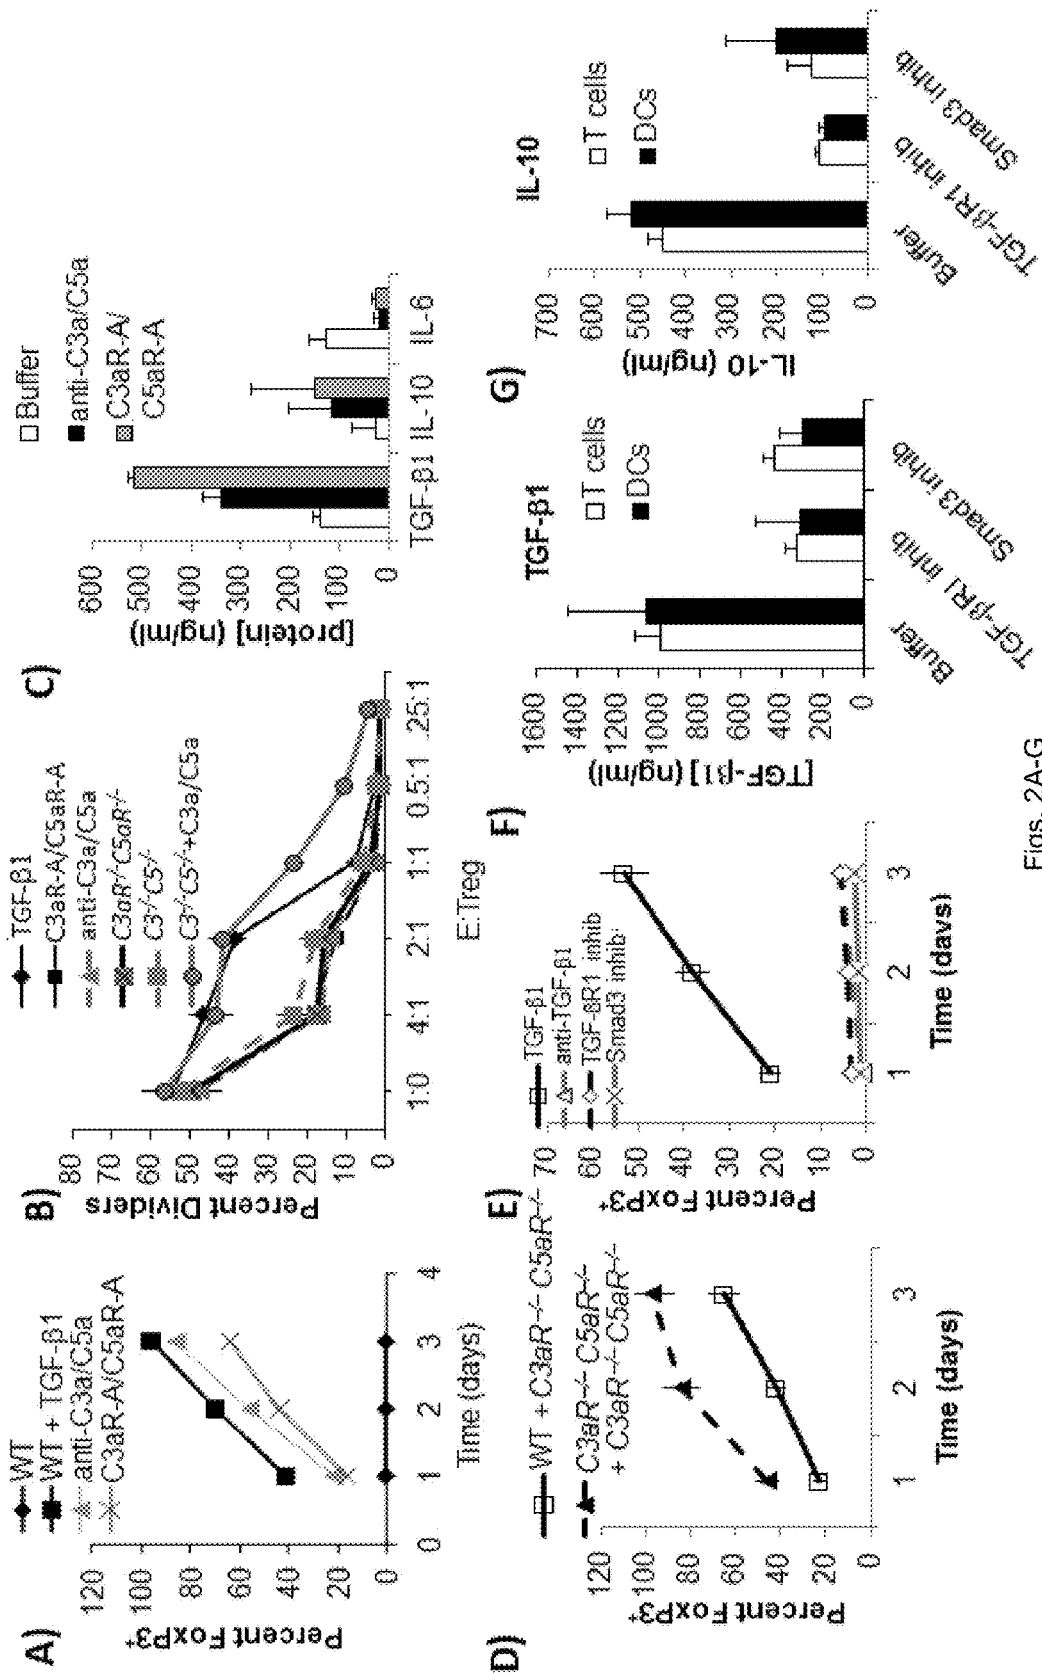 A)
WT
WT + TGF-β1
anti-C3a/C5a
C3aR-A/C5aR-A
Percent FoxP3⁺
120
100
80
60
40
20
0
0 1 2 3 4
Time (days)
B)
TGF-β1
C3aR-A/C5aR-A
anti-C3a/C5a
C3aR⁻/⁻C5aR⁻/⁻
C3⁻/⁻C5⁻/⁻
C3⁻/⁻C5⁻/⁻+C3a/C5a
Percent Dividers
80
70
60
50
40
30
20
10
0
1:0 4:1 2:1 1:1 0.5:1 .25:1
E:Treg
C)
Buffer
anti-C3a/C5a
C3aR-A/
C5aR-A
[protein] (ng/ml)
600
500
400
300
200
100
0
TGF-β1 IL-10 IL-6
D)
WT + C3aR⁻/⁻ C5aR⁻/⁻
C3aR⁻/⁻ C5aR⁻/⁻
+ C3aR⁻/⁻ C5aR⁻/⁻
Percent FoxP3⁺
120
100
80
60
40
20
0
1 2 3
Time (days)
E)
TGF-β1
anti-TGF-β1
TGF-βR1 inhib
Smad3 inhib
Percent FoxP3⁺
70
60
50
40
30
20
10
0
1 2 3
Time (days)
F)
TGF-β1
T cells
DCs
[TGF-β1] (ng/ml)
1600
1400
1200
1000
800
600
400
200
0
Buffer
TGF-βR1 inhib
Smad3 inhib
G)
IL-10
T cells
DCs
IL-10 (ng/ml)
700
600
500
400
300
200
100
0
Buffer
TGF-βR1 inhib
Smad3 inhib
Figs. 2A-G